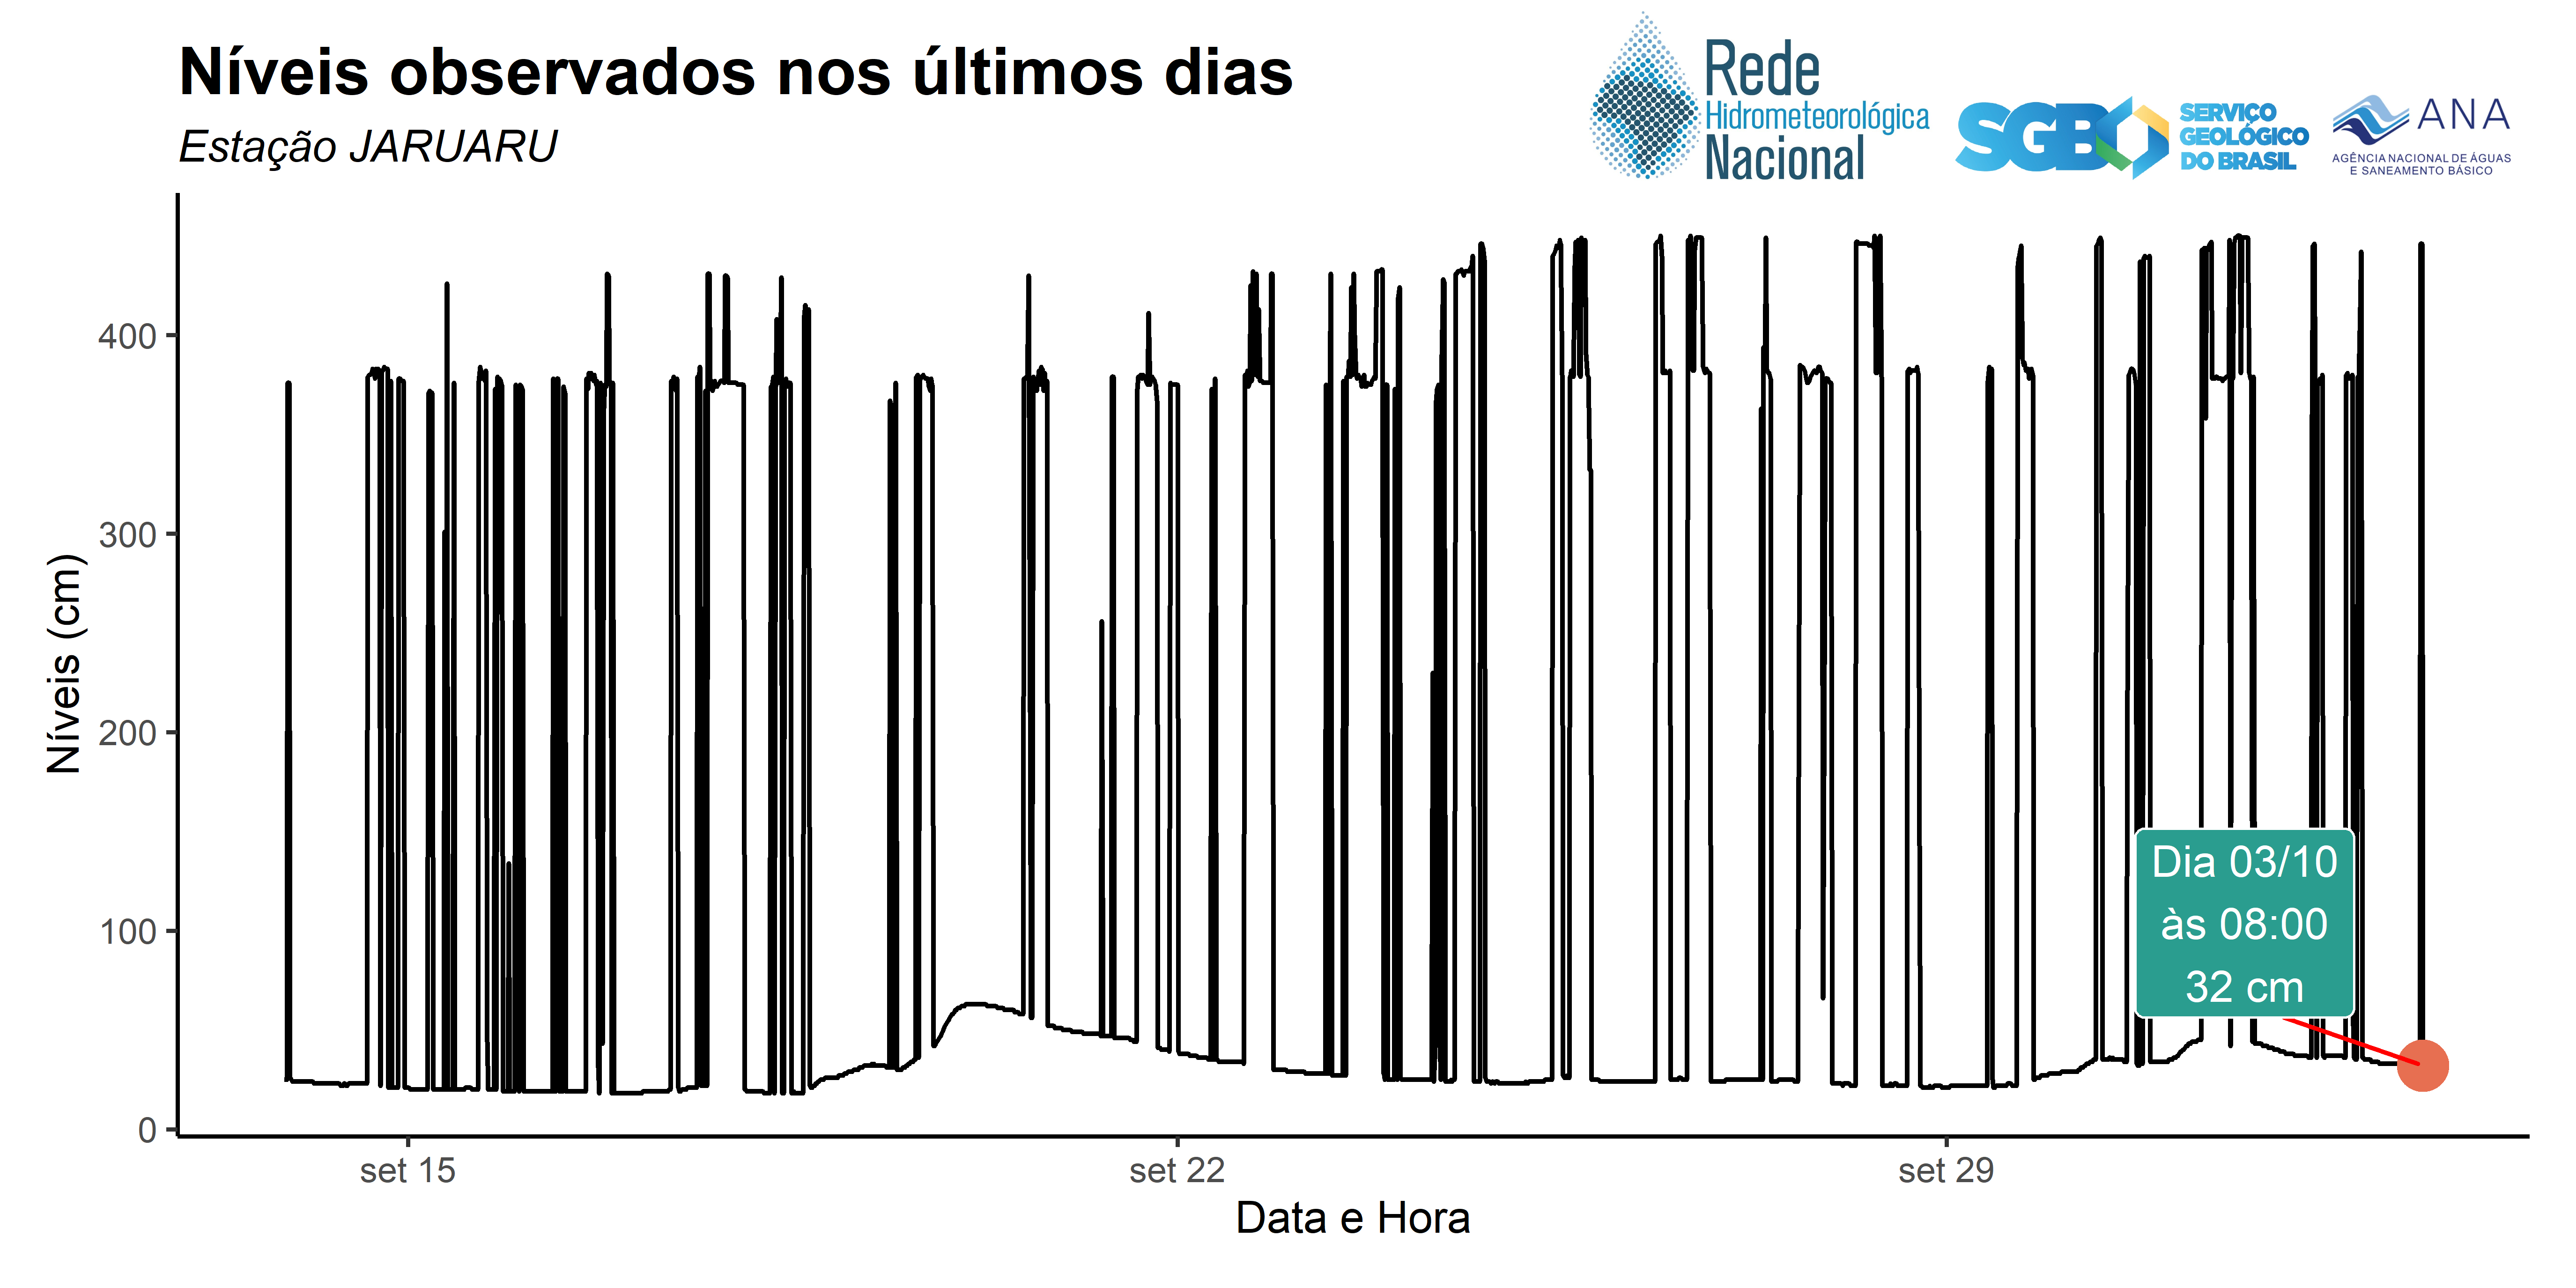 Níveis observados nos últimos dias
Estação JARUARU
Rede
Hidrometeorológica
Nacional
SGB
SERVIÇO
GEOLÓGICO
DO BRASIL
ANA
AGÊNCIA NACIONAL DE ÁGUAS
E SANEAMENTO BÁSICO
Níveis (cm)
400
300
200
100
0
Dia 03/10
às 08:00
32 cm
set 15
set 22
set 29
Data e Hora